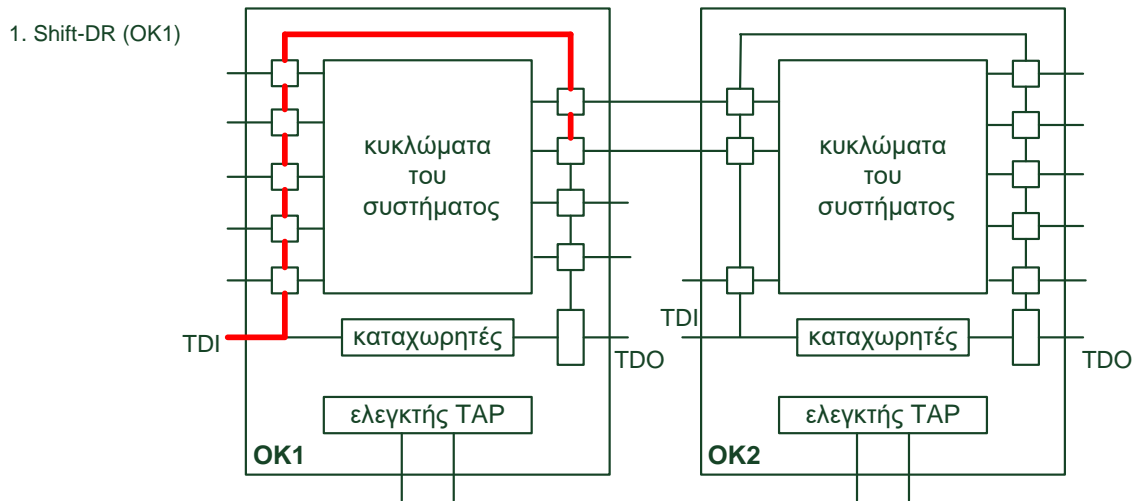 1. Shift-DR (OK1)
κυκλώματα
του
συστήματος
κυκλώματα
του
συστήματος
TDI
καταχωρητές
TDO
TDI
καταχωρητές
TDO
ελεγκτής TAP
ελεγκτής TAP
OK1
OK2